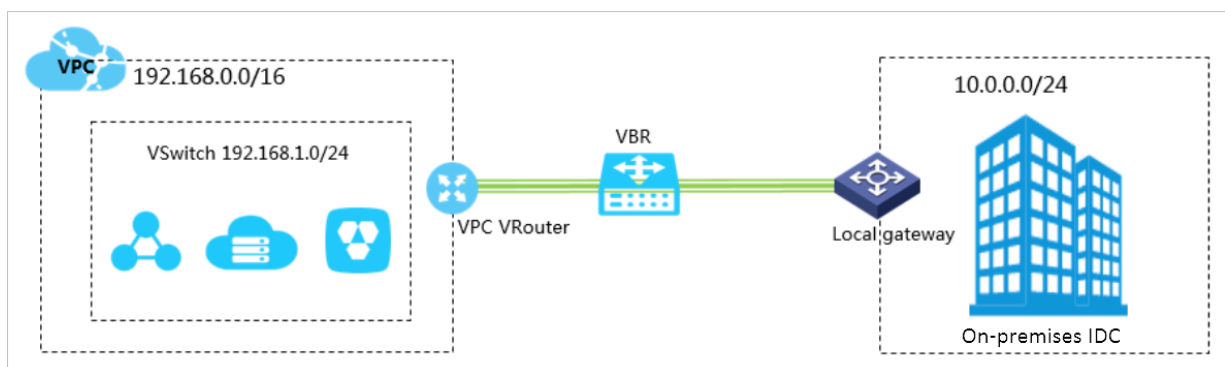 VPC
192.168.0.0/16
VSwitch 192.168.1.0/24
VPC VRouter
VBR
Local gateway
10.0.0.0/24
On-premises IDC